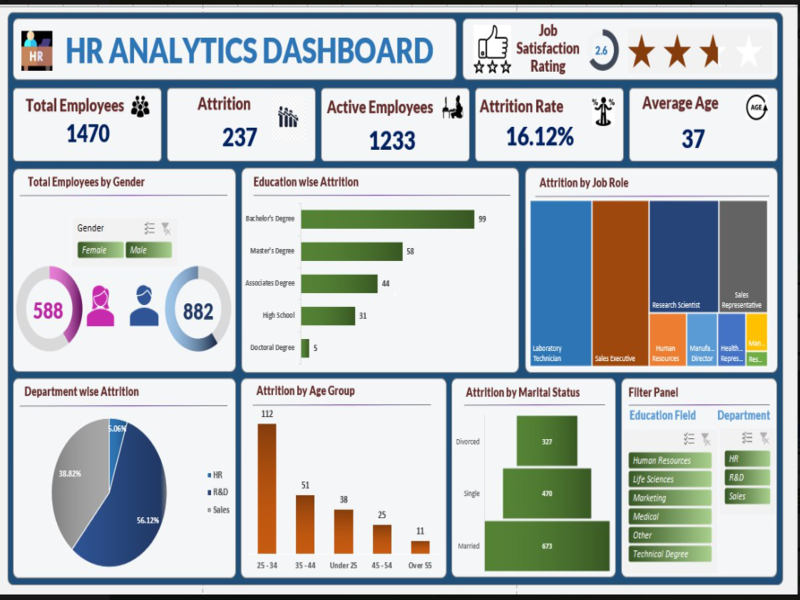 HR
HR ANALYTICS DASHBOARD
Job
Satisfaction
Rating
2.6
Total Employees
1470
Attrition
237
Active Employees
1233
Attrition Rate
16.12%
Average Age
AGE
37
Total Employees by Gender
Gender
Female
Male
588
882
Education wise Attrition
Bachelor's Degree
99
Master's Degree
58
Associates Degree
44
High School
31
Doctoral Degree
5
Attrition by Job Role
Laboratory
Technician
Sales Executive
Research Scientist
Sales
Representative
Human
Resources
Manufa...
Director
Health...
Repres...
Man...
Res...
Department wise Attrition
5.06%
38.82%
56.12%
HR
R&D
Sales
Attrition by Age Group
112
51
38
25
11
25 - 34
35 - 44
Under 25
45 - 54
Over 55
Attrition by Marital Status
Divorced
327
Single
470
Married
673
Filter Panel
Education Field
Human Resources
Life Sciences
Marketing
Medical
Other
Technical Degree
Department
HR
R&D
Sales